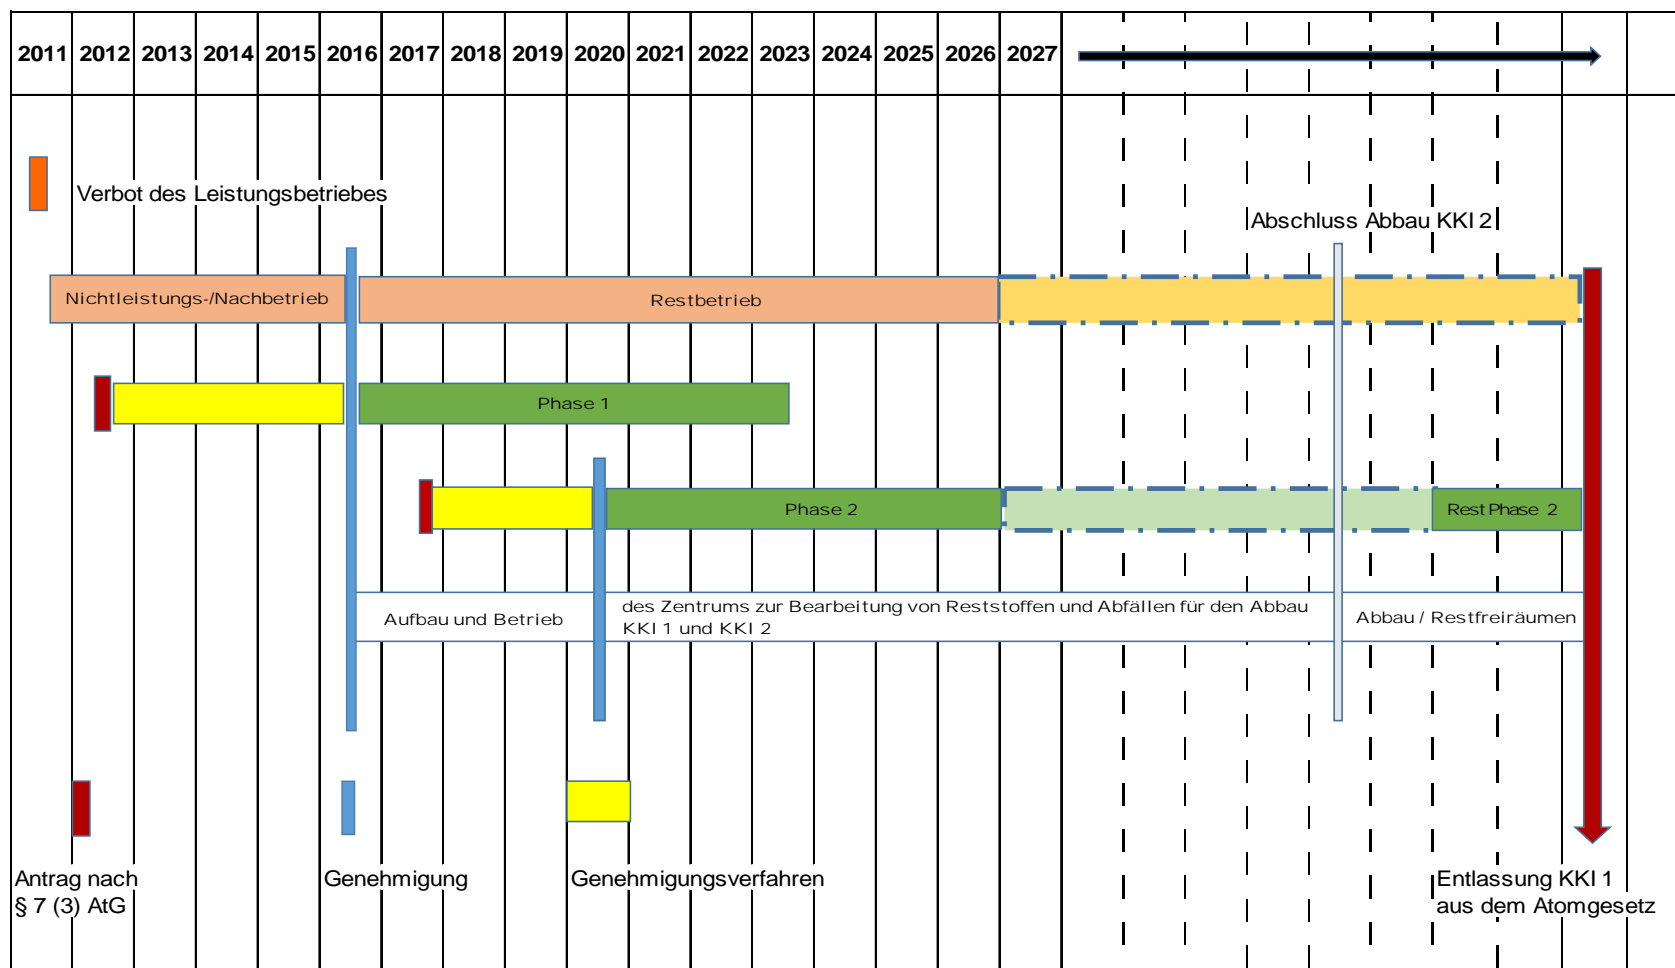 2011 2012 2013 2014 2015 2016 2017 2018 2019 2020 2021 2022 2023 2024 2025 2026 2027
Verbot des Leistungsbetriebes
Abschluss Abbau KKI 2
Nichtleistungs-/Nachbetrieb
Restbetrieb
Phase 1
Phase 2
Rest Phase 2
Aufbau und Betrieb
des Zentrums zur Bearbeitung von Reststoffen und Abfällen für den Abbau
KKI 1 und KKI 2
Abbau / Restfreiräumen
Antrag nach
§ 7 (3) AtG
Genehmigung
Genehmigungsverfahren
Entlassung KKI 1
aus dem Atomgesetz